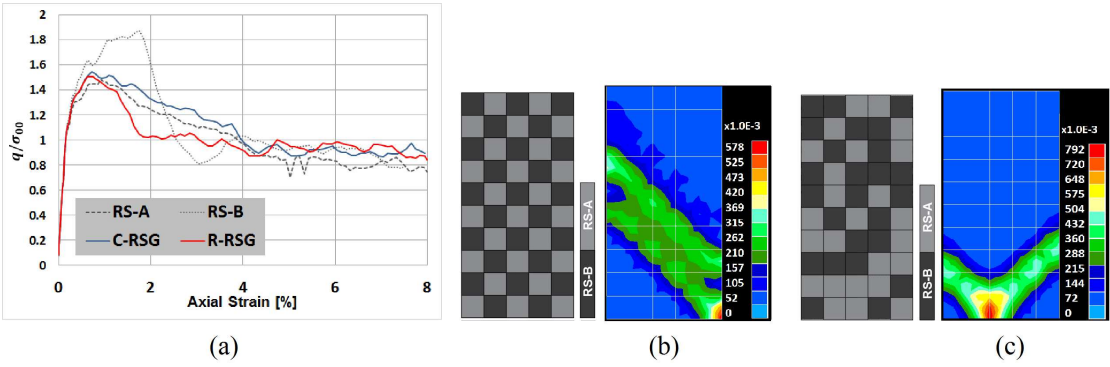 2
1.8
1.6
1.4
1.2
1
0.8
0.6
0.4
0.2
0
q/σ00
0
2
4
6
8
Axial Strain [%]
RS-A
RS-B
C-RSG
R-RSG
(a)
RS-A
RS-B
x1.0E-3
578
525
473
420
369
315
262
210
157
105
52
0
(b)
RS-A
RS-B
x1.0E-3
792
720
648
575
504
432
360
288
215
144
72
0
(c)